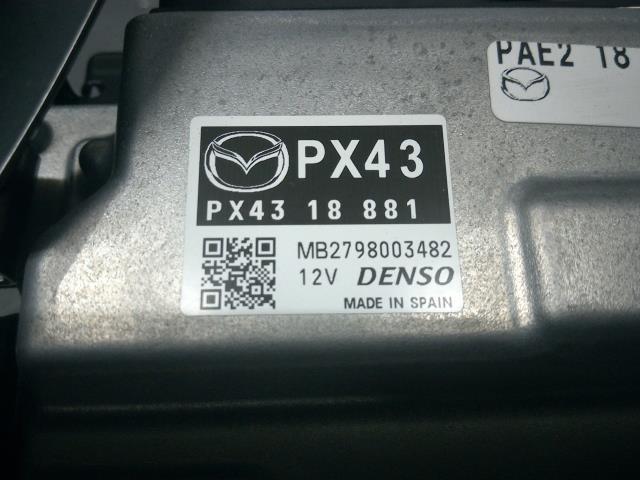 PAE2 18
PX43
PX43 18 881
MB2798003482
12V DENSO
MADE IN SPAIN